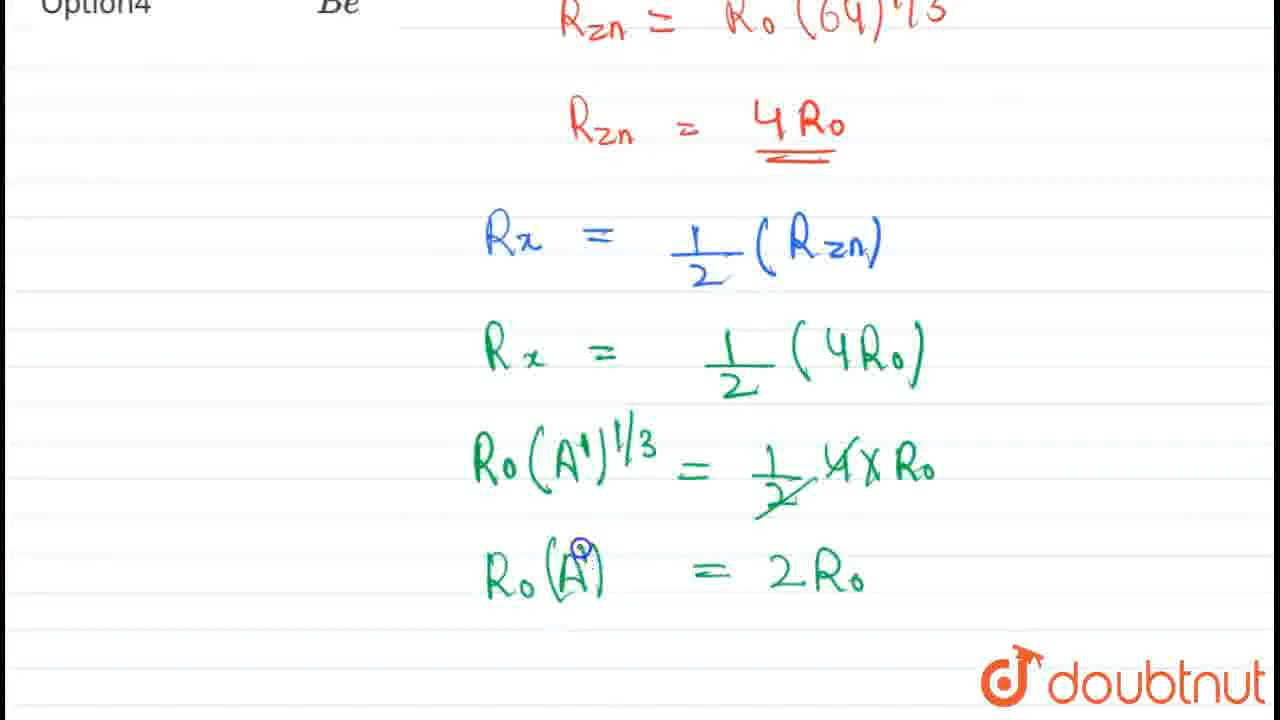 Option4 Be
Rzn = R0 (64)^1/3
Rzn = 4R0
Rx = 1/2 (Rzn)
Rx = 1/2 (4R0)
R0 (A')^1/3 = 1/2 4 x R0
R0 (A') = 2R0
doubtnut